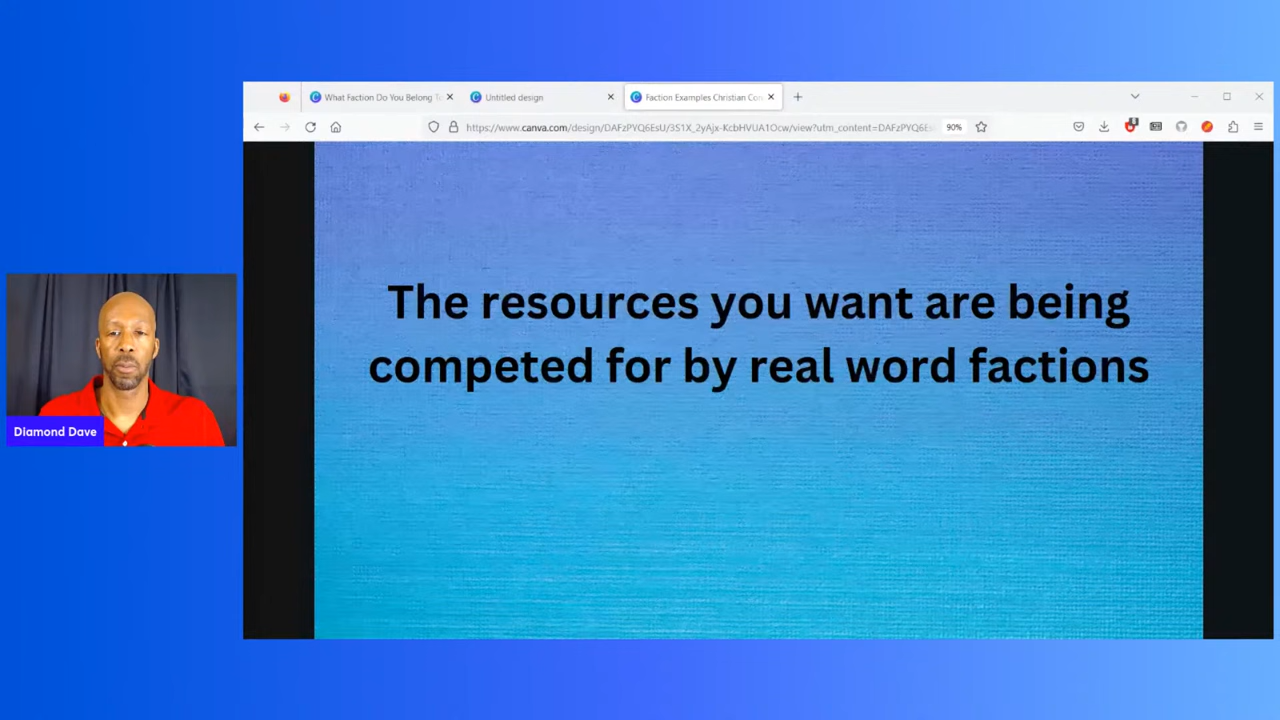 What Faction Do You Belong To
Untitled design
Faction Examples Christian Con
https://www.canva.com/design/DAFzPYQ6EsU/3S1X_2yAjx-KcbHVUA1Ocw/view?utm_content=DAFzPYQ6Es
90%
The resources you want are being
competed for by real word factions
Diamond Dave